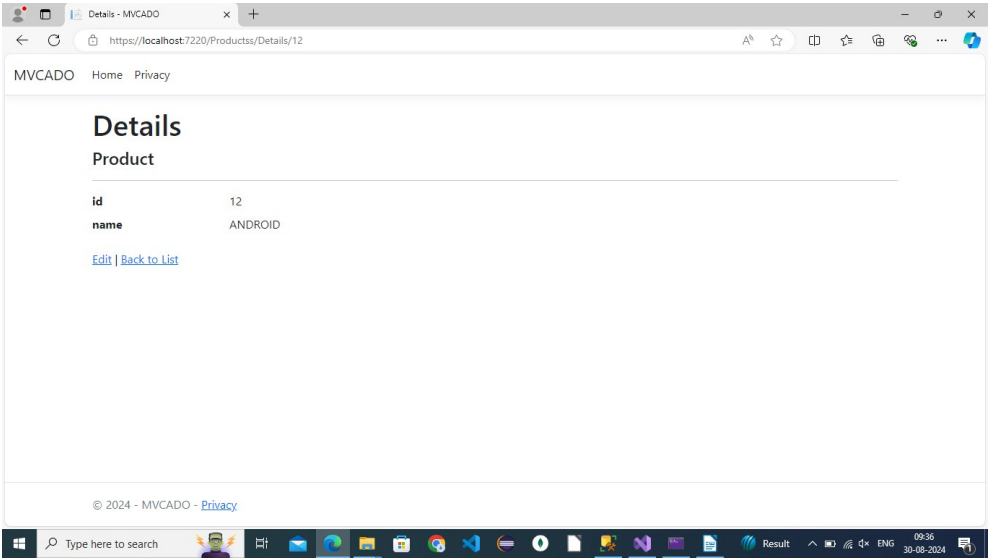 Details - MVCADO
https://localhost:7220/Productss/Details/12
MVCADO Home Privacy
Details
Product
id 12
name ANDROID
Edit | Back to List
© 2024 - MVCADO - Privacy
Type here to search Result ENG 09:36
30-08-2024